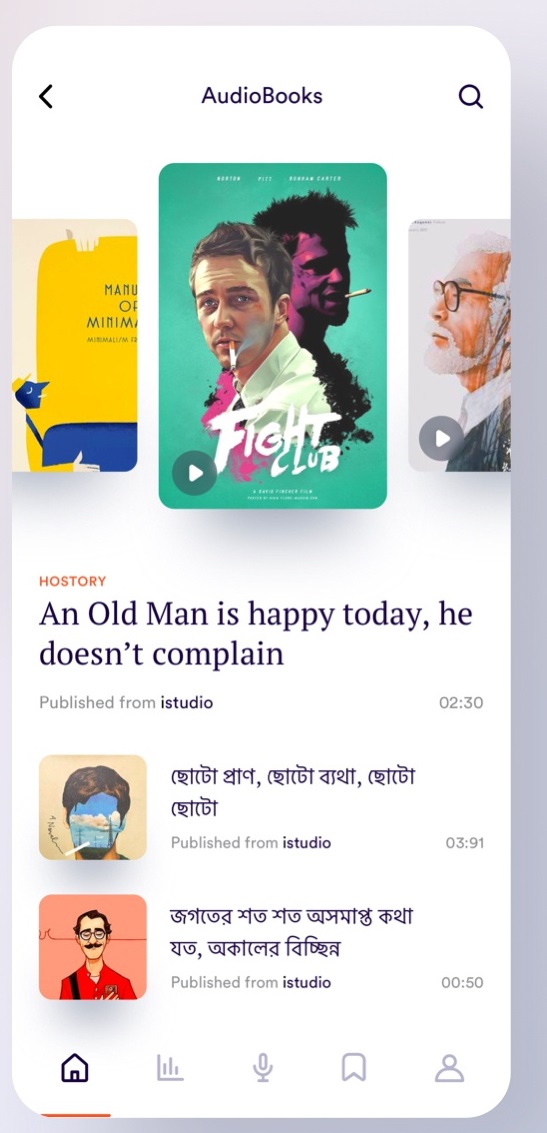 AudioBooks
NORTON PITT BONHAM CARTER
MANU
OF
MINIMA
MINIMALISM
FIGHT
CLUB
A DAVID FINCHER FILM
HOSTORY
An Old Man is happy today, he
doesn’t complain
Published from istudio 02:30
ছোটো প্রাণ, ছোটো ব্যথা, ছোটো
ছোটো
Published from istudio 03:91
জগতের শত শত অসমাপ্ত কথা
যত, অকালের বিচ্ছিন্ন
Published from istudio 00:50